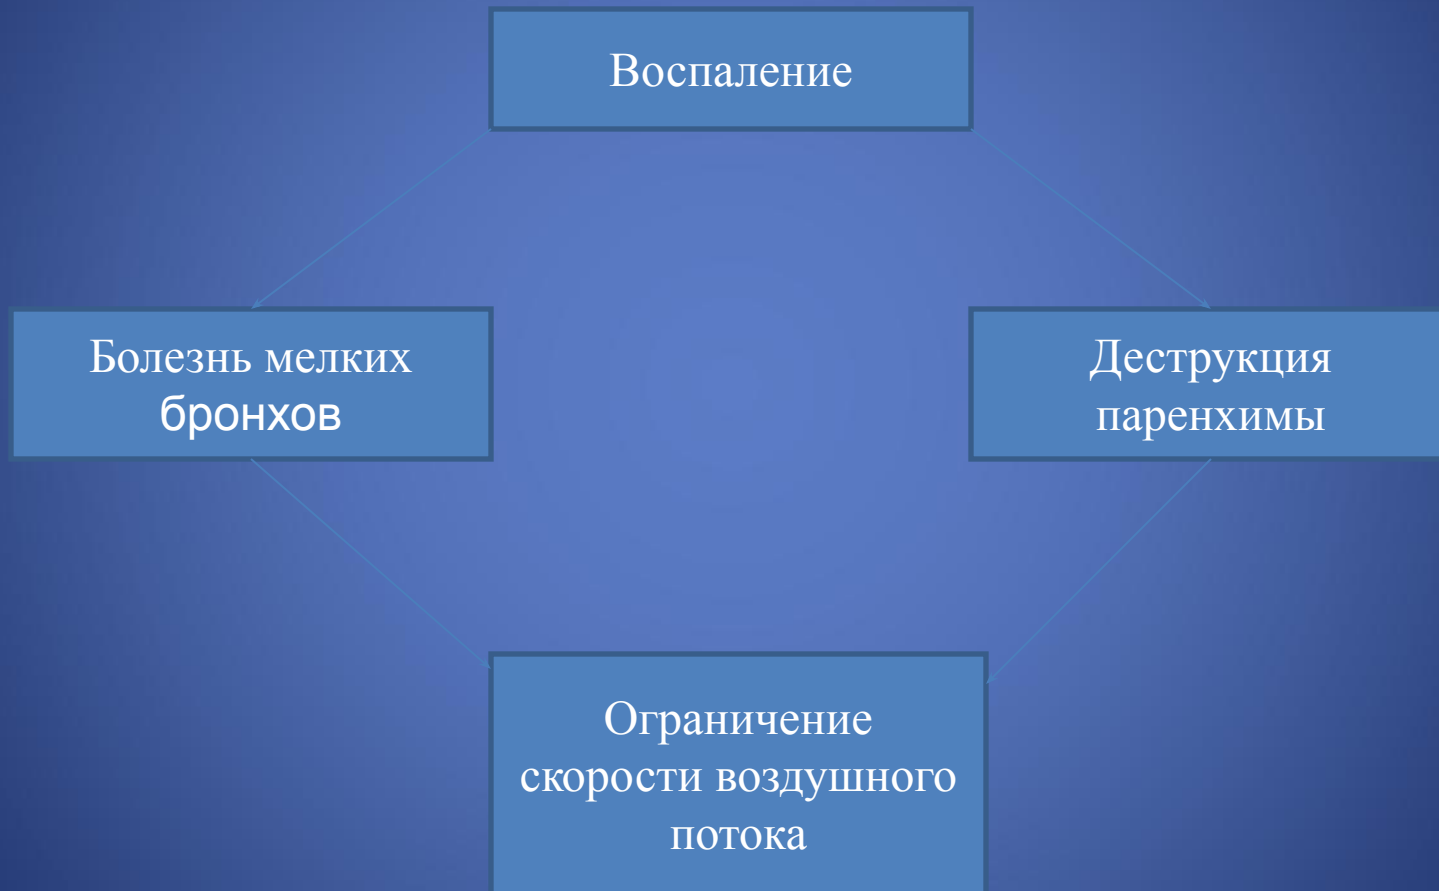 Воспаление
Болезнь мелких
бронхов
Деструкция
паренхимы
Ограничение
скорости воздушного
потока